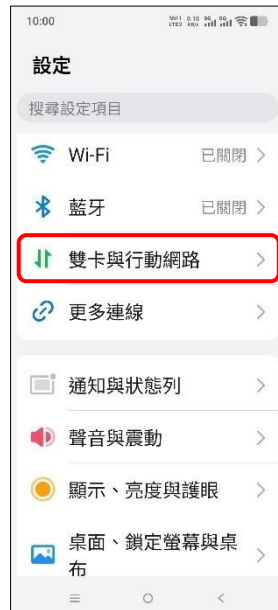 10:00
設定
搜尋設定項目
Wi-Fi
已關閉
藍牙
已關閉
雙卡與行動網路
更多連線
通知與狀態列
聲音與震動
顯示、亮度與護眼
桌面、鎖定螢幕與桌
布